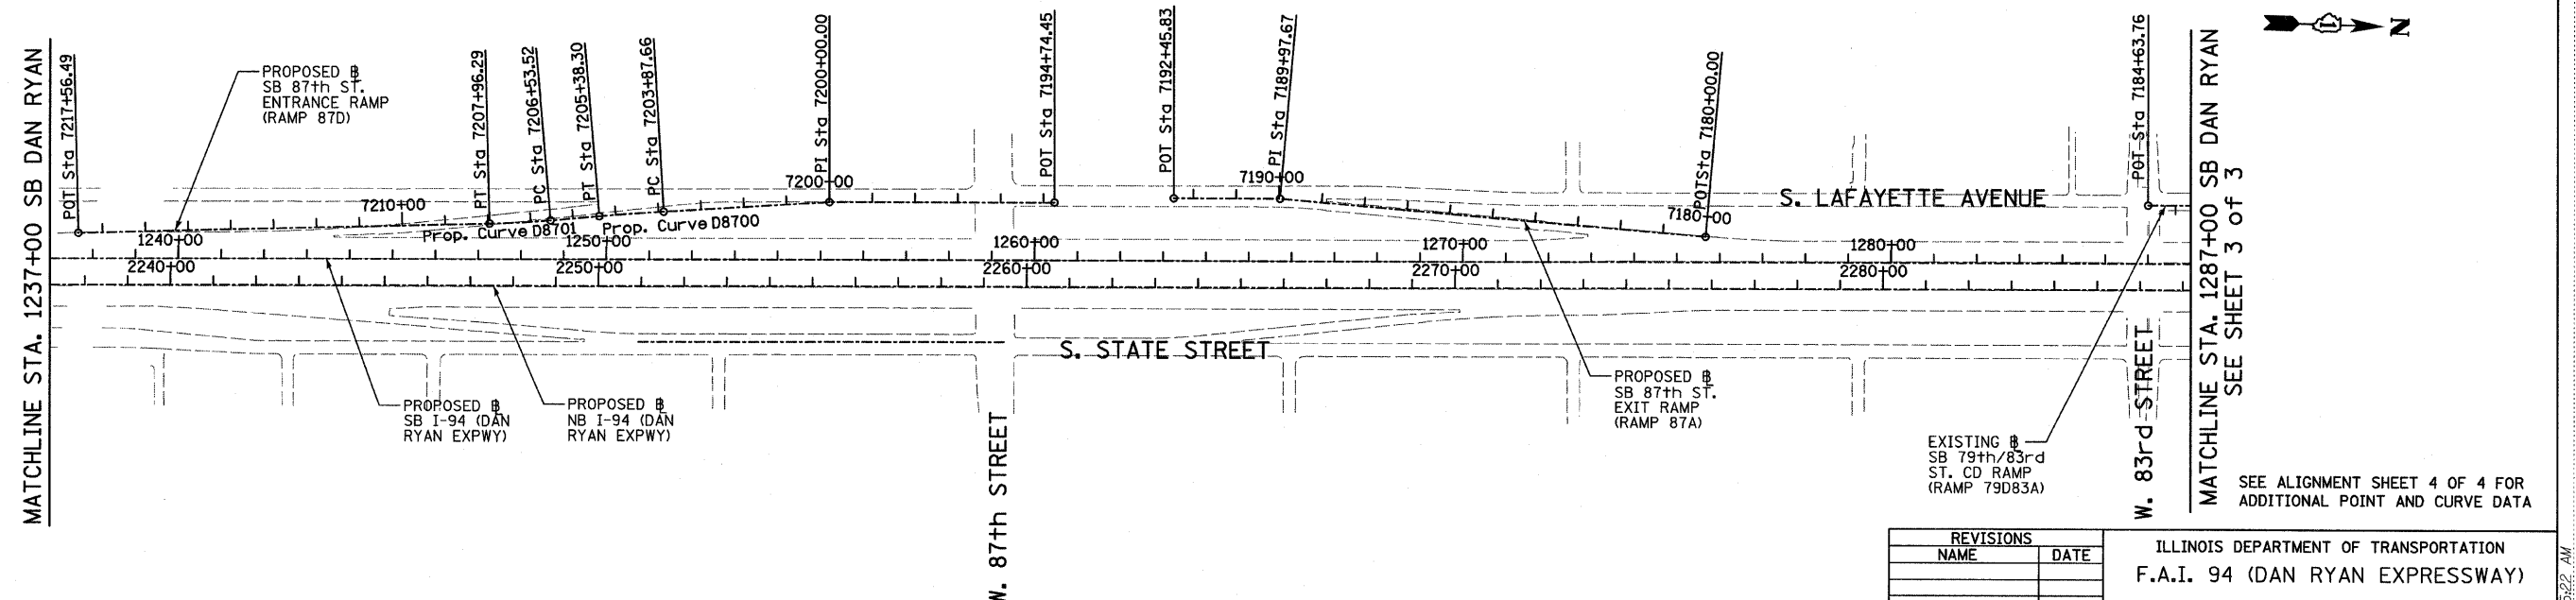 MATCHLINE STA. 1237+00 SB DAN RYAN
POT Sta 7217+56.49
PROPOSED ℄
SB 87th ST.
ENTRANCE RAMP
(RAMP 87D)
PT Sta 7207+96.29
PC Sta 7206+53.52
PT Sta 7205+38.30
PC Sta 7203+87.66
PI Sta 7200+00.00
POT Sta 7194+74.45
POT Sta 7192+45.83
PI Sta 7189+97.67
POTSta 7180+00.00
POT Sta 7184+63.76
N
7210+00
7200+00
7190+00
7180+00
S. LAFAYETTE AVENUE
Prop. Curve D8701
Prop. Curve D8700
1240+00
1250+00
1260+00
1270+00
1280+00
2240+00
2250+00
2260+00
2270+00
2280+00
S. STATE STREET
PROPOSED ℄
SB I-94 (DAN
RYAN EXPWY)
PROPOSED ℄
NB I-94 (DAN
RYAN EXPWY)
W. 87th STREET
PROPOSED ℄
SB 87th ST.
EXIT RAMP
(RAMP 87A)
EXISTING ℄
SB 79th/83rd
ST. CD RAMP
(RAMP 79D83A)
W. 83rd STREET
MATCHLINE STA. 1287+00 SB DAN RYAN
SEE SHEET 3 of 3
SEE ALIGNMENT SHEET 4 OF 4 FOR
ADDITIONAL POINT AND CURVE DATA
REVISIONS
NAME DATE
ILLINOIS DEPARTMENT OF TRANSPORTATION
F.A.I. 94 (DAN RYAN EXPRESSWAY)